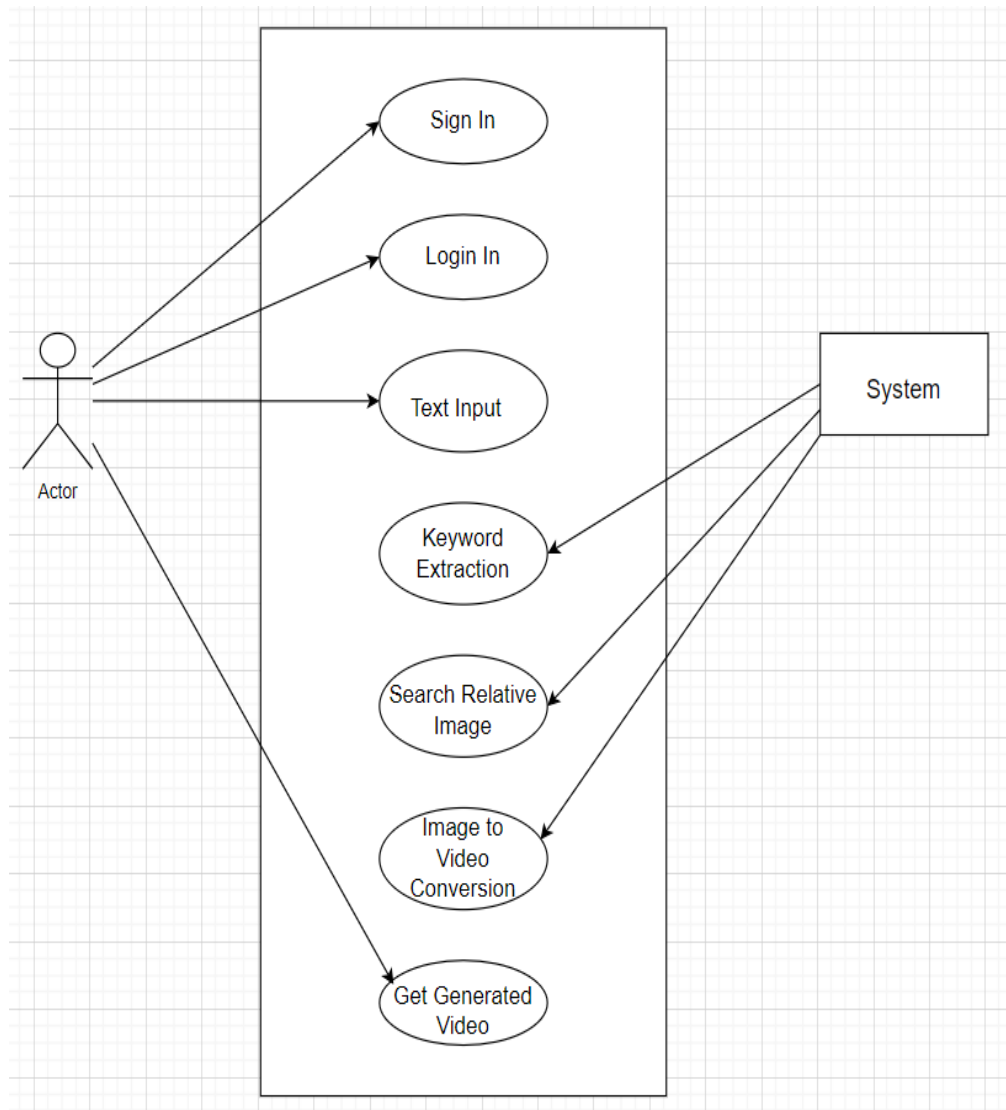 Sign In
Login In
Text Input
System
Actor
Keyword
Extraction
Search Relative
Image
Image to
Video
Conversion
Get Generated
Video